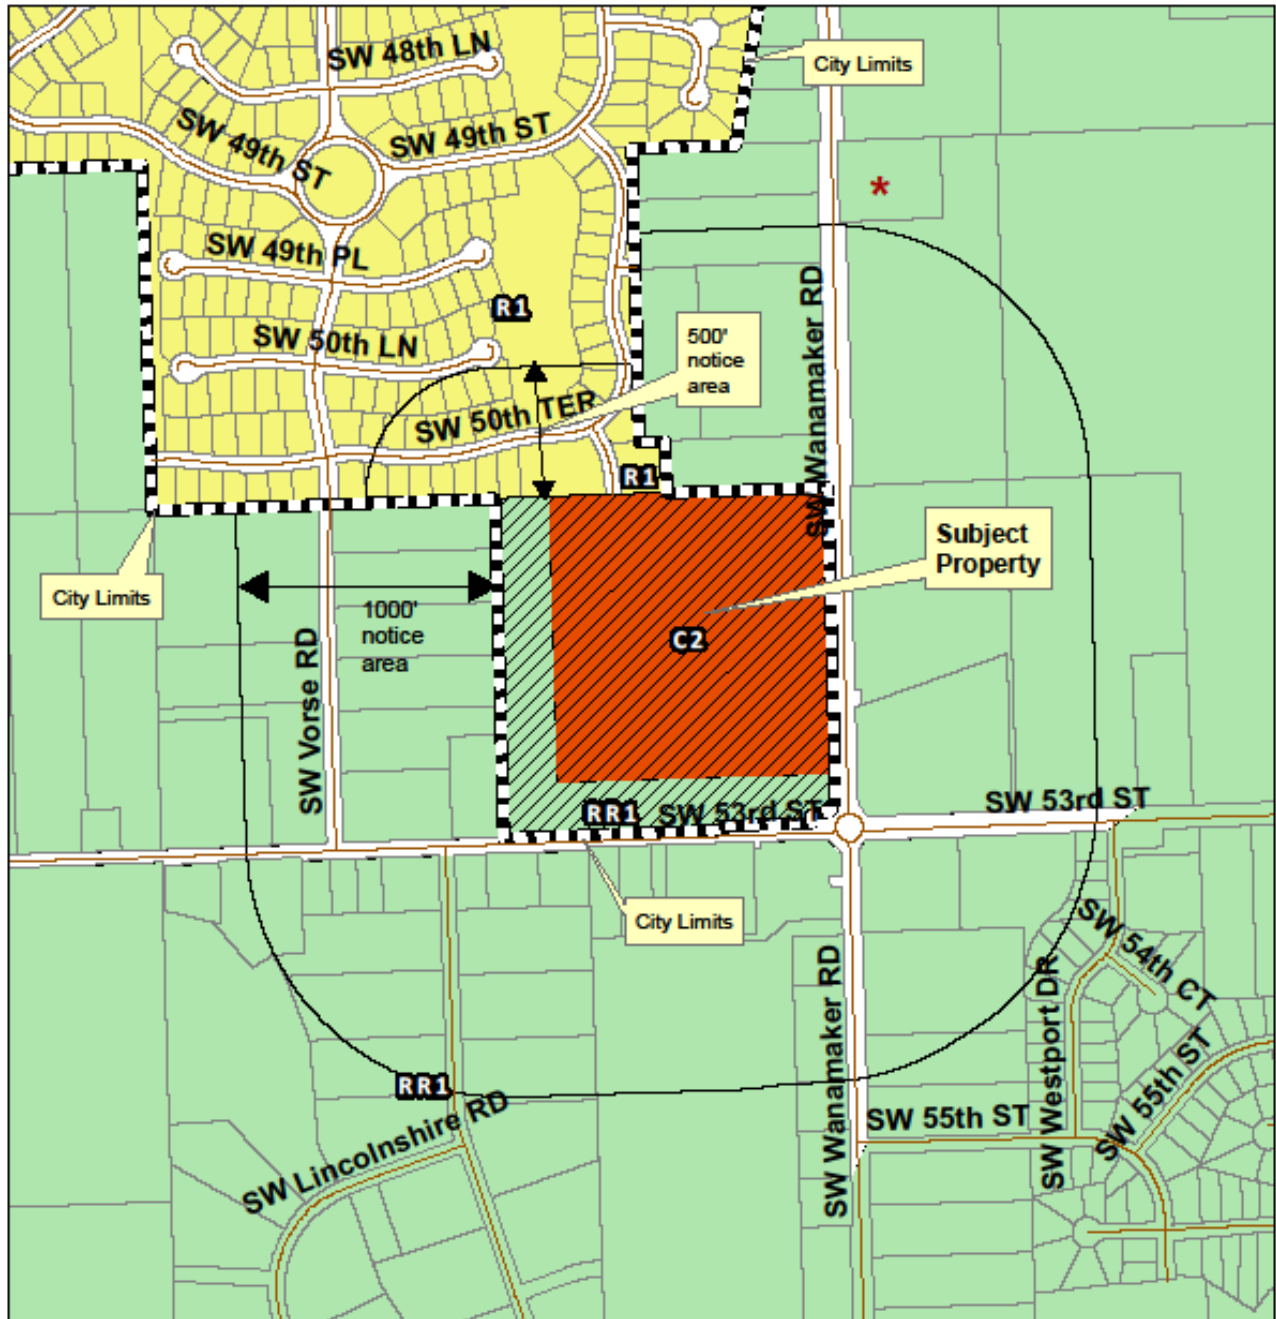 SW 48th LN
City Limits
SW 49th ST
SW 49th ST
*
SW 49th PL
R1
SW Wanamaker RD
SW 50th LN
500'
notice
area
SW 50th TER
R1
Subject
Property
City Limits
1000'
notice
area
C2
SW Vorse RD
RR1
SW 53rd ST
SW 53rd ST
City Limits
SW 54th CT
SW Wanamaker RD
SW Westport DR
SW 55th ST
RR1
SW Lincolnshire RD
SW 55th ST